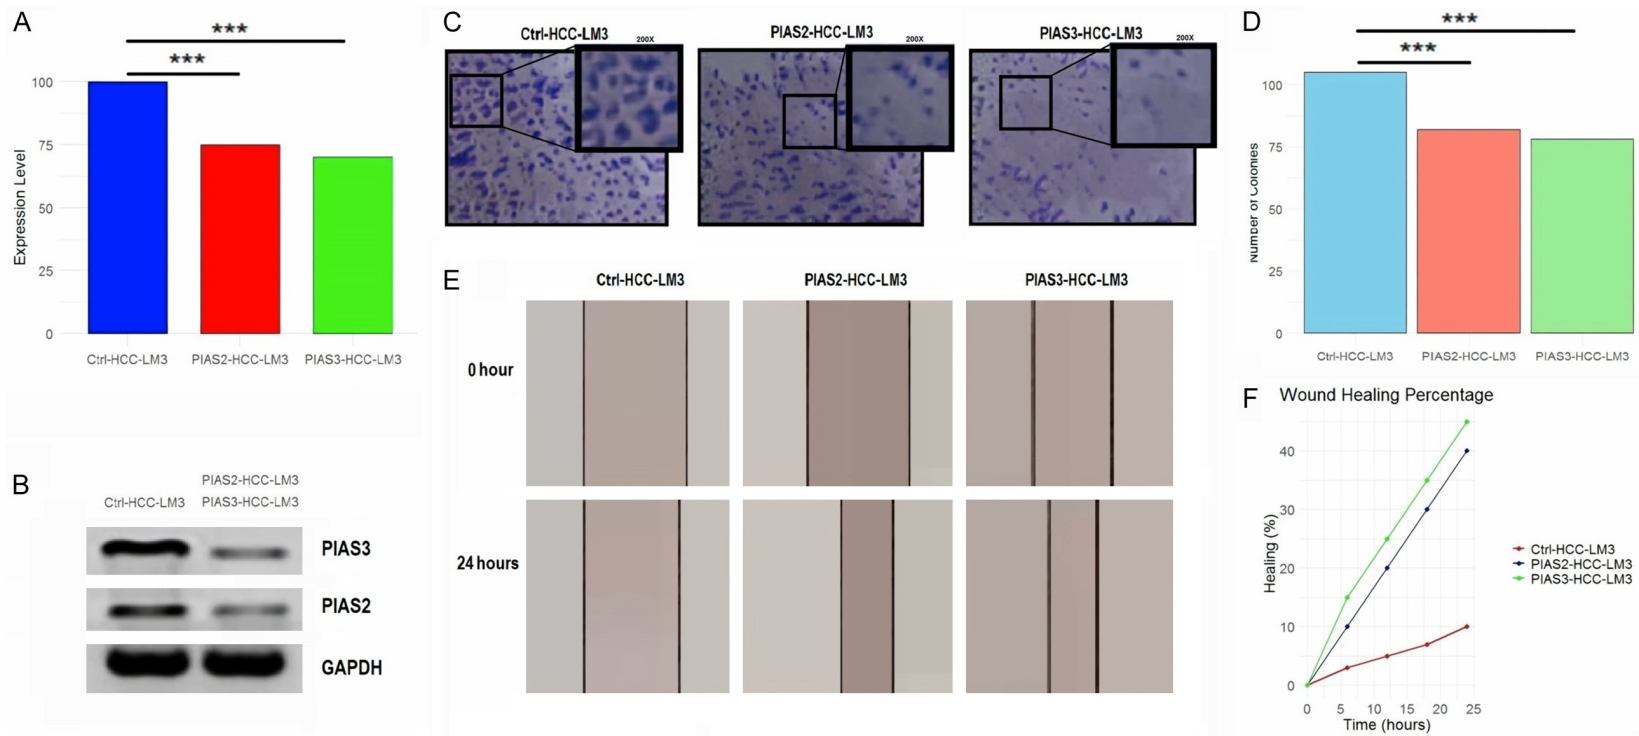 A
***
***
100
75
50
25
0
Expression Level
Ctrl-HCC-LM3 PIAS2-HCC-LM3 PIAS3-HCC-LM3
B
PIAS2-HCC-LM3
Ctrl-HCC-LM3 PIAS3-HCC-LM3
PIAS3
PIAS2
GAPDH
C
Ctrl-HCC-LM3 200X PIAS2-HCC-LM3 200X PIAS3-HCC-LM3 200X
D
***
***
100
75
50
25
0
Number of Colonies
Ctrl-HCC-LM3 PIAS2-HCC-LM3 PIAS3-HCC-LM3
E
Ctrl-HCC-LM3 PIAS2-HCC-LM3 PIAS3-HCC-LM3
0 hour
24 hours
F Wound Healing Percentage
40
30
20
10
0
Healing (%)
0 5 10 15 20 25
Time (hours)
Ctrl-HCC-LM3
PIAS2-HCC-LM3
PIAS3-HCC-LM3